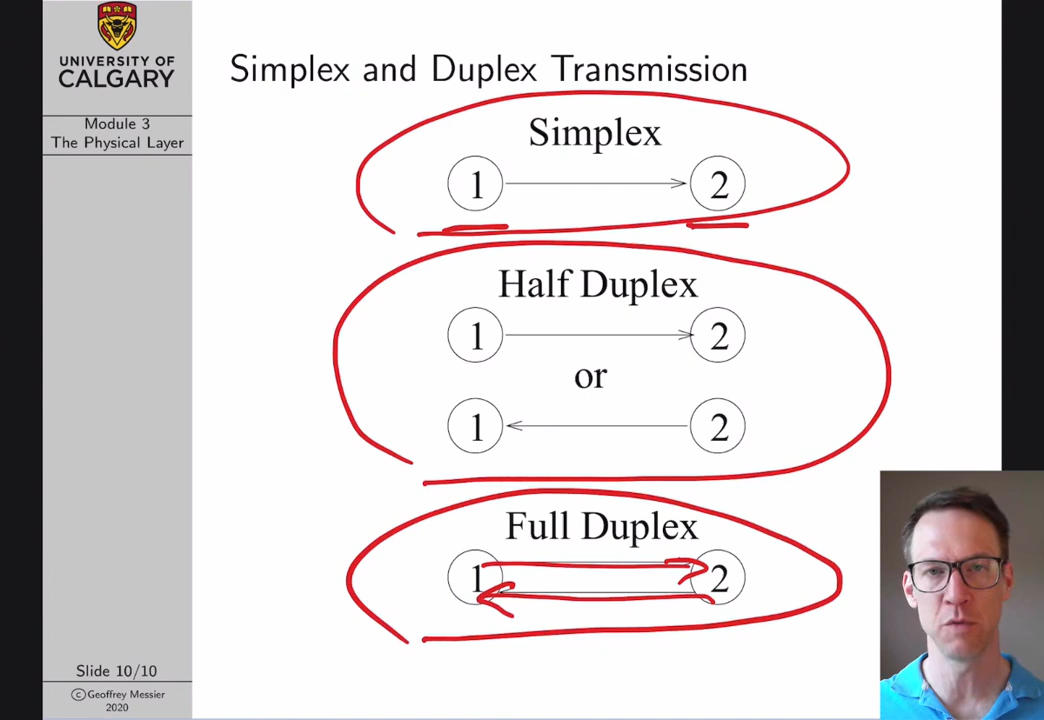 UNIVERSITY OF
CALGARY
Module 3
The Physical Layer
Simplex and Duplex Transmission
Simplex
1 2
Half Duplex
1 2
or
1 2
Full Duplex
1 2
Slide 10/10
©Geoffrey Messier
2020